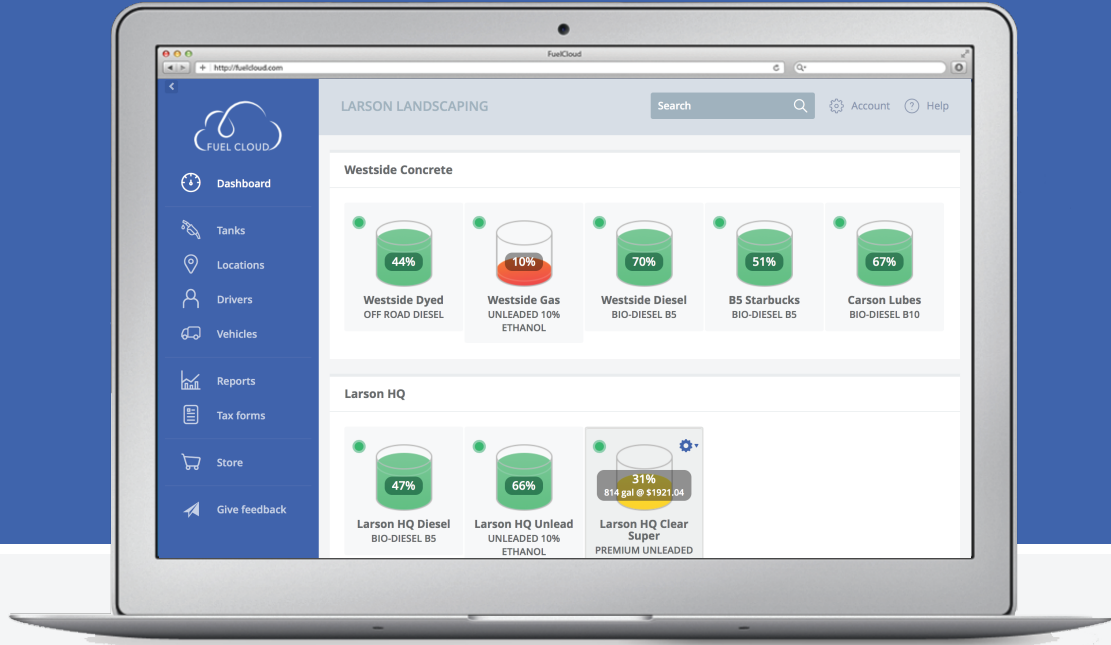 FuelCloud
http://fuelcloud.com
FUEL CLOUD
LARSON LANDSCAPING
Search
Account
Help
Dashboard
Tanks
Locations
Drivers
Vehicles
Reports
Tax forms
Store
Give feedback
Westside Concrete
44%
Westside Dyed
OFF ROAD DIESEL
10%
Westside Gas
UNLEADED 10%
ETHANOL
70%
Westside Diesel
BIO-DIESEL B5
51%
B5 Starbucks
BIO-DIESEL B5
67%
Carson Lubes
BIO-DIESEL B10
Larson HQ
47%
Larson HQ Diesel
BIO-DIESEL B5
66%
Larson HQ Unlead
UNLEADED 10%
ETHANOL
31%
814 gal @ $1921.04
Larson HQ Clear
Super
PREMIUM UNLEADED